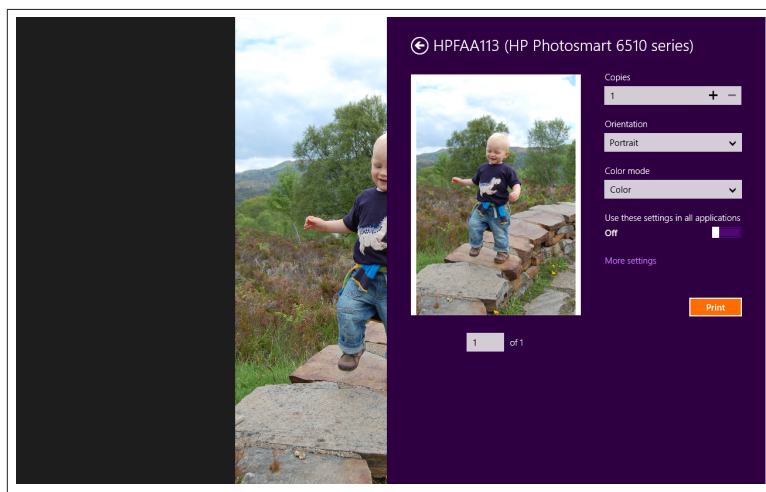 HPFAA113 (HP Photosmart 6510 series)
Copies
1
Orientation
Portrait
Color mode
Color
Use these settings in all applications
Off
More settings
Print
1 of 1